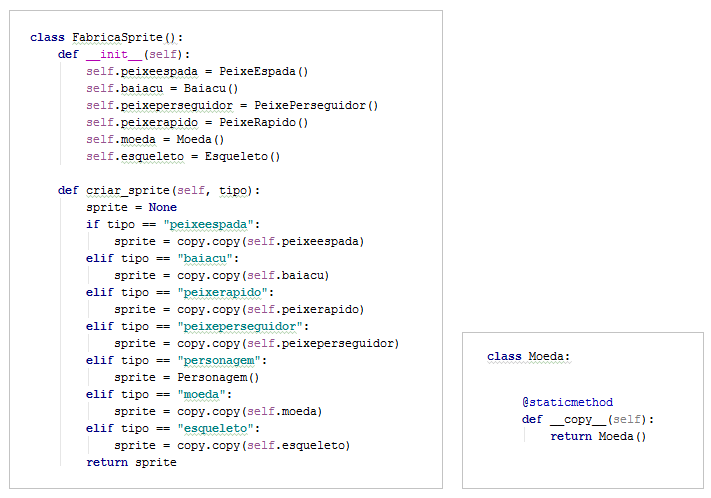 class FabricaSprite():
    def __init__(self):
        self.peixeespada = PeixeEspada()
        self.baiacu = Baiacu()
        self.peixeperseguidor = PeixePerseguidor()
        self.peixerapido = PeixeRapido()
        self.moeda = Moeda()
        self.esqueleto = Esqueleto()
    def criar_sprite(self, tipo):
        sprite = None
        if tipo == "peixeespada":
            sprite = copy.copy(self.peixeespada)
        elif tipo == "baiacu":
            sprite = copy.copy(self.baiacu)
        elif tipo == "peixerapido":
            sprite = copy.copy(self.peixerapido)
        elif tipo == "peixeperseguidor":
            sprite = copy.copy(self.peixeperseguidor)
        elif tipo == "personagem":
            sprite = Personagem()
        elif tipo == "moeda":
            sprite = copy.copy(self.moeda)
        elif tipo == "esqueleto":
            sprite = copy.copy(self.esqueleto)
        return sprite
class Moeda:
    @staticmethod
    def __copy__(self):
        return Moeda()